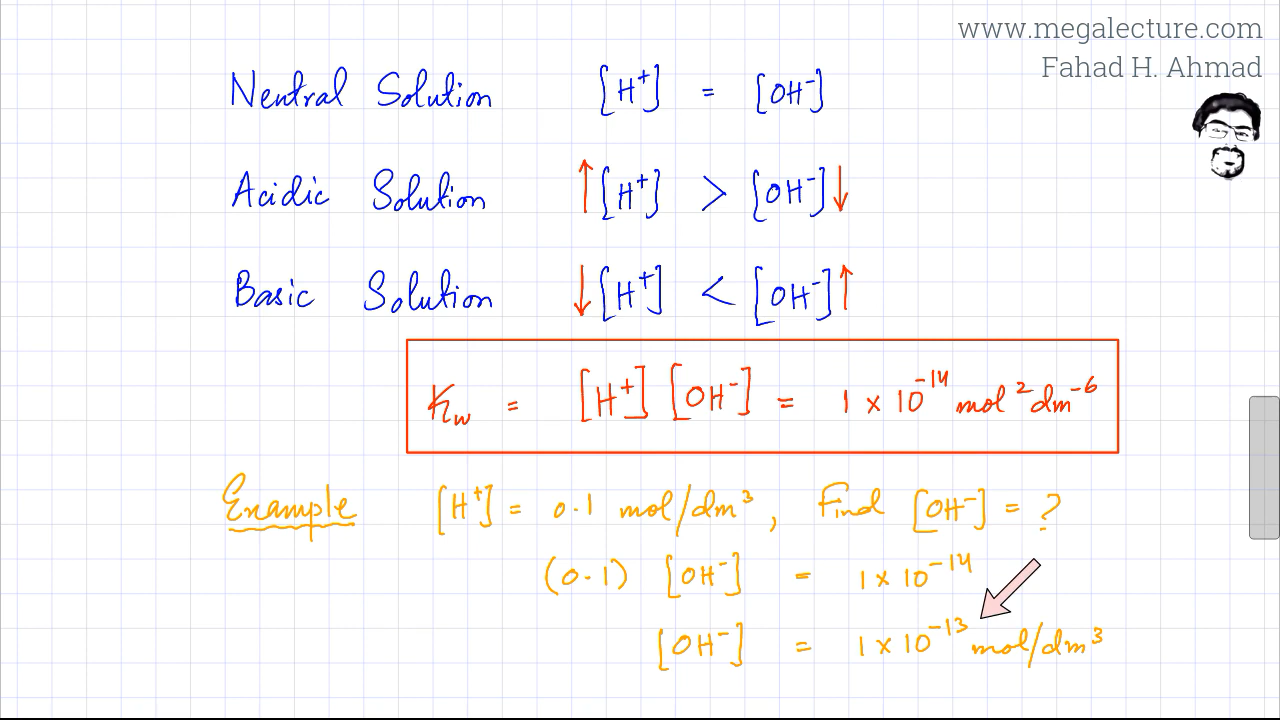 www.megalecture.com
Fahad H. Ahmad
Neutral Solution [H⁺] = [OH⁻]
Acidic Solution ↑[H⁺] > [OH⁻]↓
Basic Solution ↓[H⁺] < [OH⁻]↑
Kw = [H⁺] [OH⁻] = 1 × 10⁻¹⁴ mol² dm⁻⁶
Example [H⁺] = 0.1 mol/dm³, Find [OH⁻] = ?
(0.1) [OH⁻] = 1 × 10⁻¹⁴
[OH⁻] = 1 × 10⁻¹³ mol/dm³